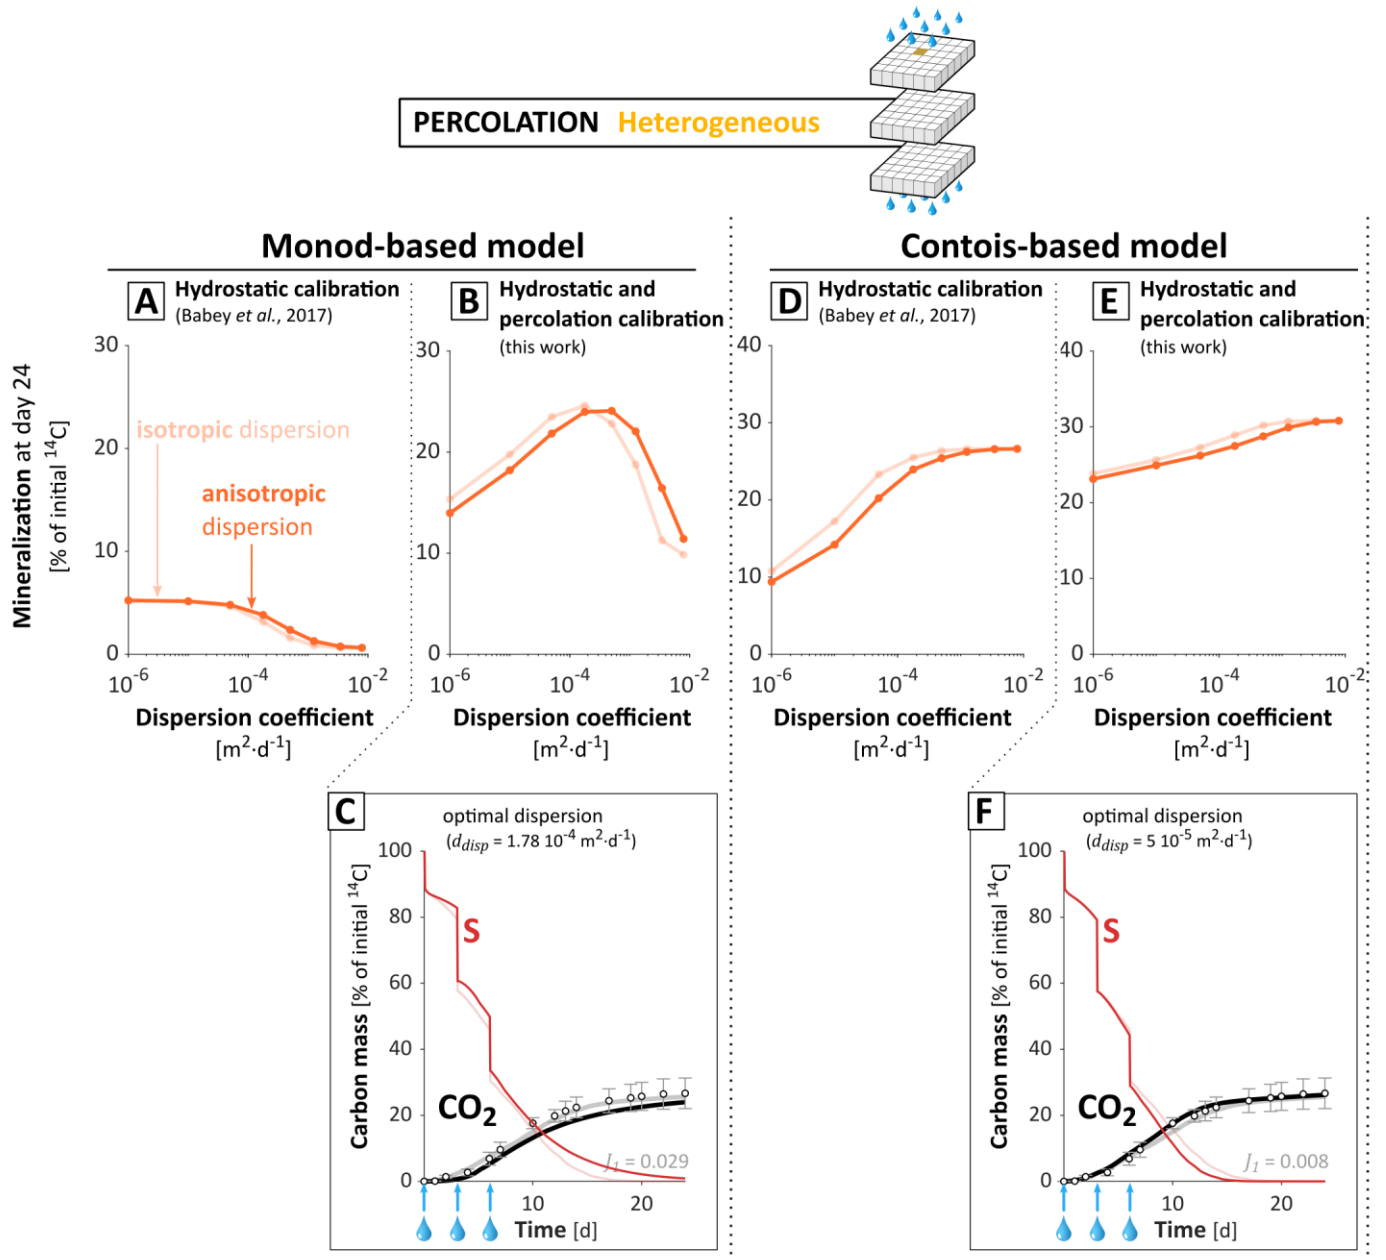 PERCOLATION Heterogeneous
Monod-based model
Contois-based model
A Hydrostatic calibration
(Babey et al., 2017)
B Hydrostatic and
percolation calibration
(this work)
D Hydrostatic calibration
(Babey et al., 2017)
E Hydrostatic and
percolation calibration
(this work)
Mineralization at day 24
[% of initial ¹⁴C]
30
20
10
0
isotropic dispersion
anisotropic
dispersion
10⁻⁶ 10⁻⁴ 10⁻²
Dispersion coefficient
[m²·d⁻¹]
30
20
10
0
10⁻⁶ 10⁻⁴ 10⁻²
Dispersion coefficient
[m²·d⁻¹]
40
30
20
10
0
10⁻⁶ 10⁻⁴ 10⁻²
Dispersion coefficient
[m²·d⁻¹]
40
30
20
10
0
10⁻⁶ 10⁻⁴ 10⁻²
Dispersion coefficient
[m²·d⁻¹]
C
optimal dispersion
(d_disp = 1.78 10⁻⁴ m²·d⁻¹)
Carbon mass [% of initial ¹⁴C]
100
80
60
40
20
0
S
CO₂
J₁ = 0.029
10 20
Time [d]
F
optimal dispersion
(d_disp = 5 10⁻⁵ m²·d⁻¹)
Carbon mass [% of initial ¹⁴C]
100
80
60
40
20
0
S
CO₂
J₁ = 0.008
10 20
Time [d]